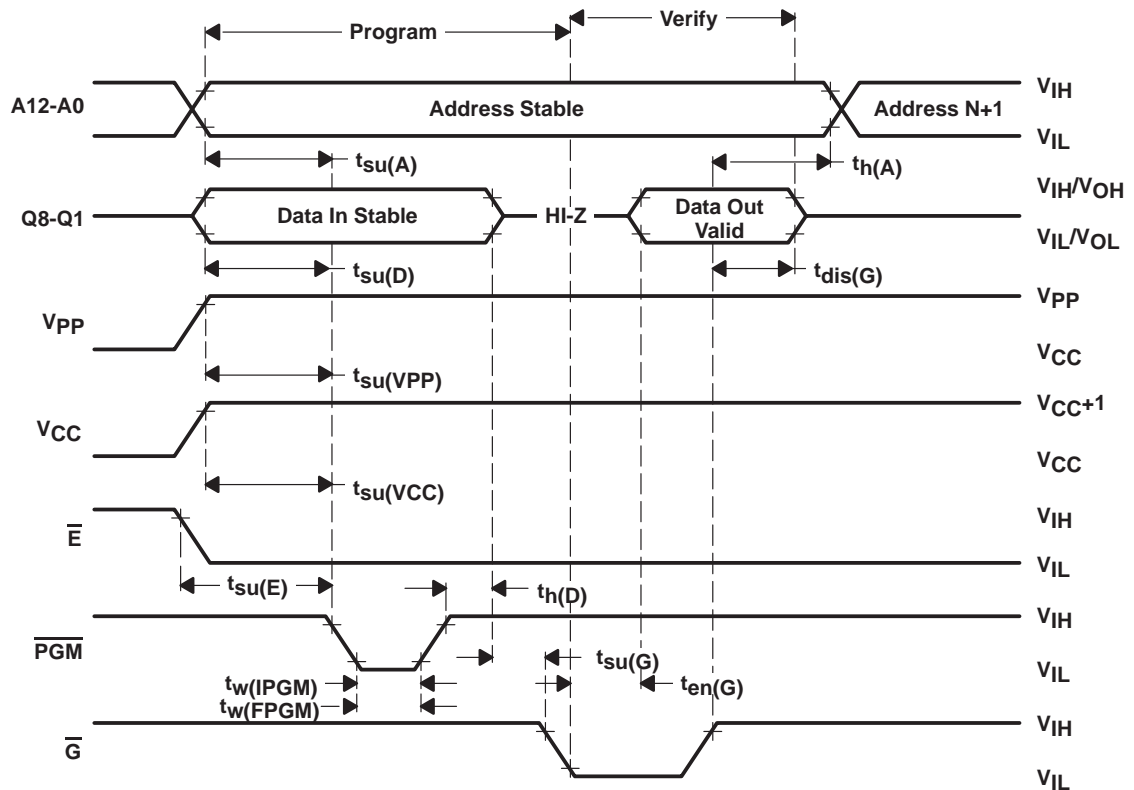 Program
Verify
A12-A0
Address Stable
Address N+1
VIH
VIL
tsu(A)
th(A)
Q8-Q1
Data In Stable
HI-Z
Data Out
Valid
VIH/VOH
VIL/VOL
tsu(D)
tdis(G)
VPP
VPP
VCC
tsu(VPP)
VCC
VCC+1
VCC
tsu(VCC)
E
VIH
VIL
tsu(E)
th(D)
PGM
VIH
VIL
tsu(G)
ten(G)
tw(IPGM)
tw(FPGM)
G
VIH
VIL